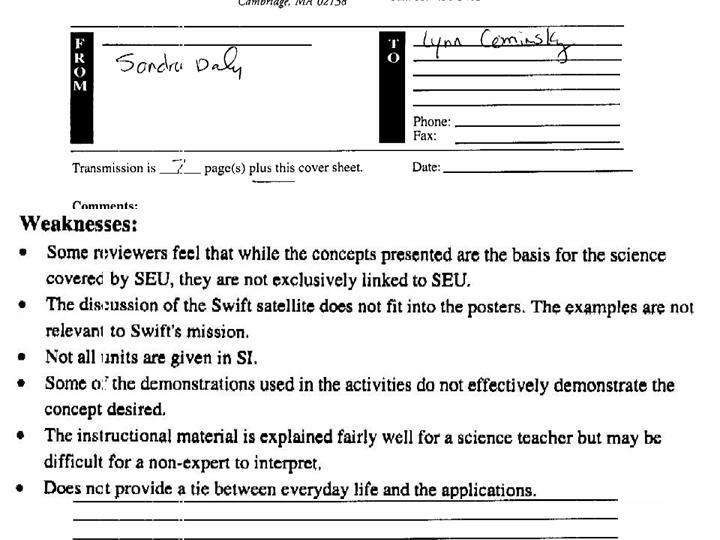 Cambridge, MA 02138
FROM
Sandra Daly
TO
Lynn Cominsky
Phone:
Fax:
Transmission is 7 page(s) plus this cover sheet.
Date:
Comments:
Weaknesses:
• Some reviewers feel that while the concepts presented are the basis for the science
covered by SEU, they are not exclusively linked to SEU.
• The discussion of the Swift satellite does not fit into the posters. The examples are not
relevant to Swift's mission.
• Not all units are given in SI.
• Some of the demonstrations used in the activities do not effectively demonstrate the
concept desired.
• The instructional material is explained fairly well for a science teacher but may be
difficult for a non-expert to interpret.
• Does not provide a tie between everyday life and the applications.